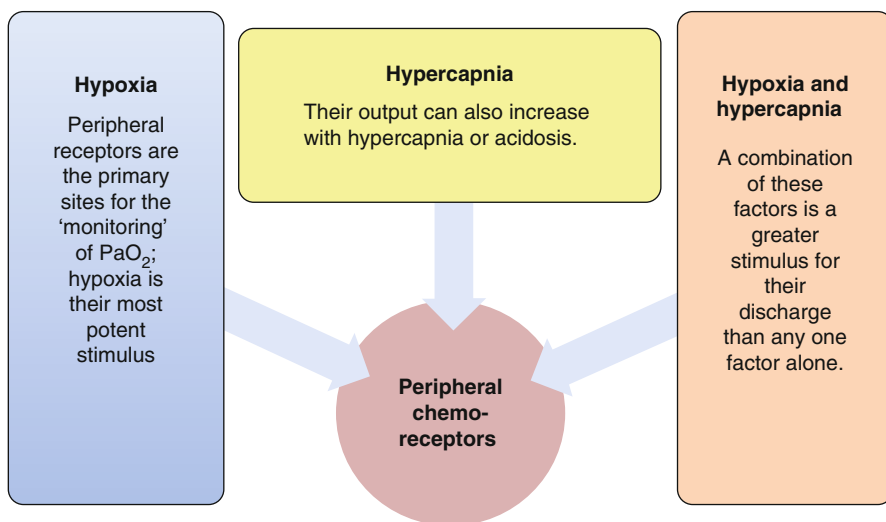 Hypoxia
Peripheral
receptors are
the primary
sites for the
‘monitoring’
of PaO₂;
hypoxia is
their most
potent
stimulus
Hypercapnia
Their output can also increase
with hypercapnia or acidosis.
Hypoxia and
hypercapnia
A combination
of these
factors is a
greater
stimulus for
their
discharge
than any one
factor alone.
Peripheral
chemo-
receptors